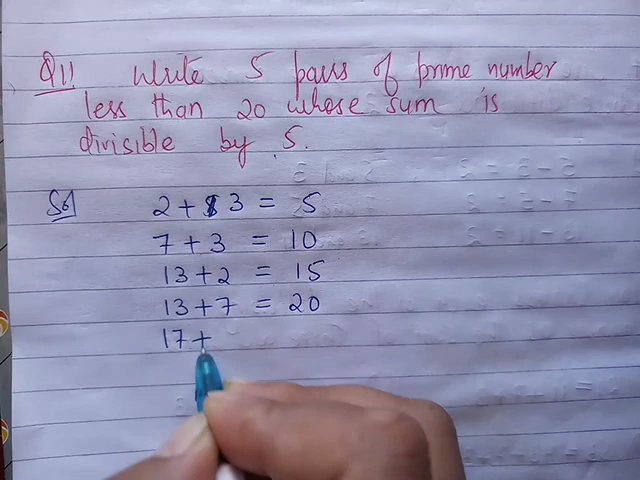 Q11 Write 5 pairs of prime number
less than 20 whose sum is
divisible by 5.
Sol 2 + 3 = 5
7 + 3 = 10
13 + 2 = 15
13 + 7 = 20
17 +